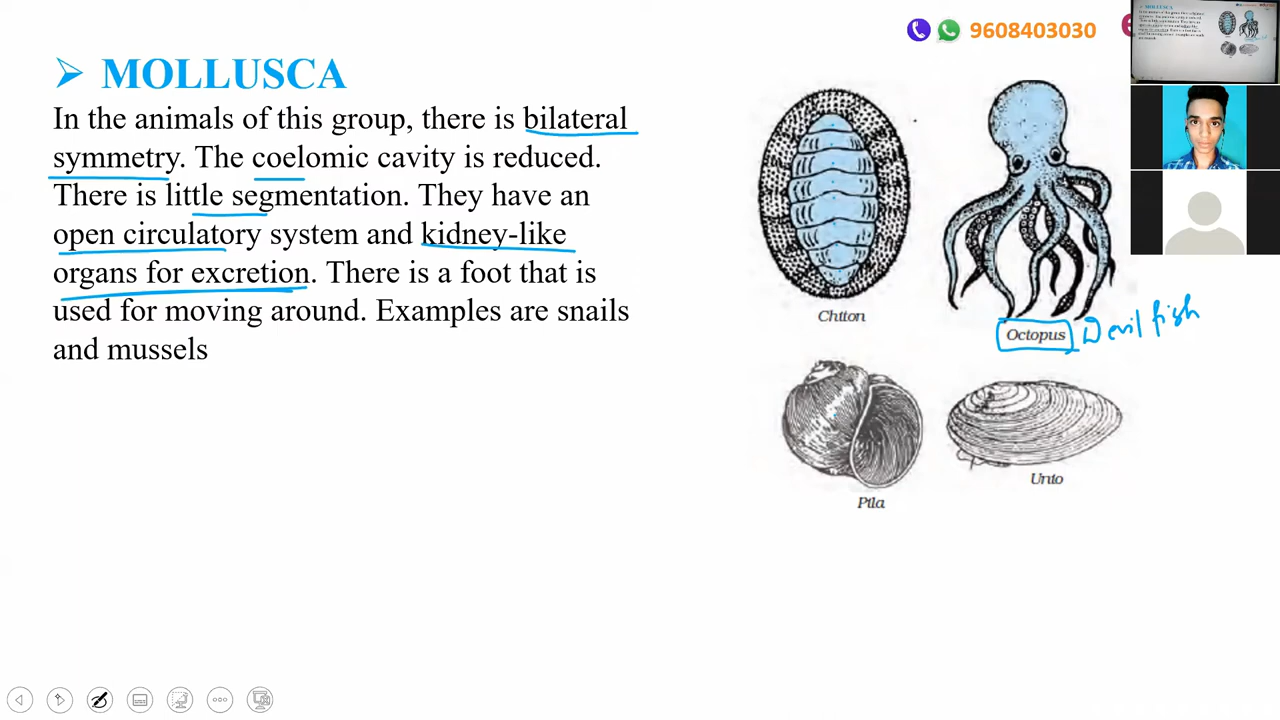 9608403030
➢ MOLLUSCA
In the animals of this group, there is bilateral
symmetry. The coelomic cavity is reduced.
There is little segmentation. They have an
open circulatory system and kidney-like
organs for excretion. There is a foot that is
used for moving around. Examples are snails
and mussels
Chiton
Octopus Devil fish
Pila
Unio